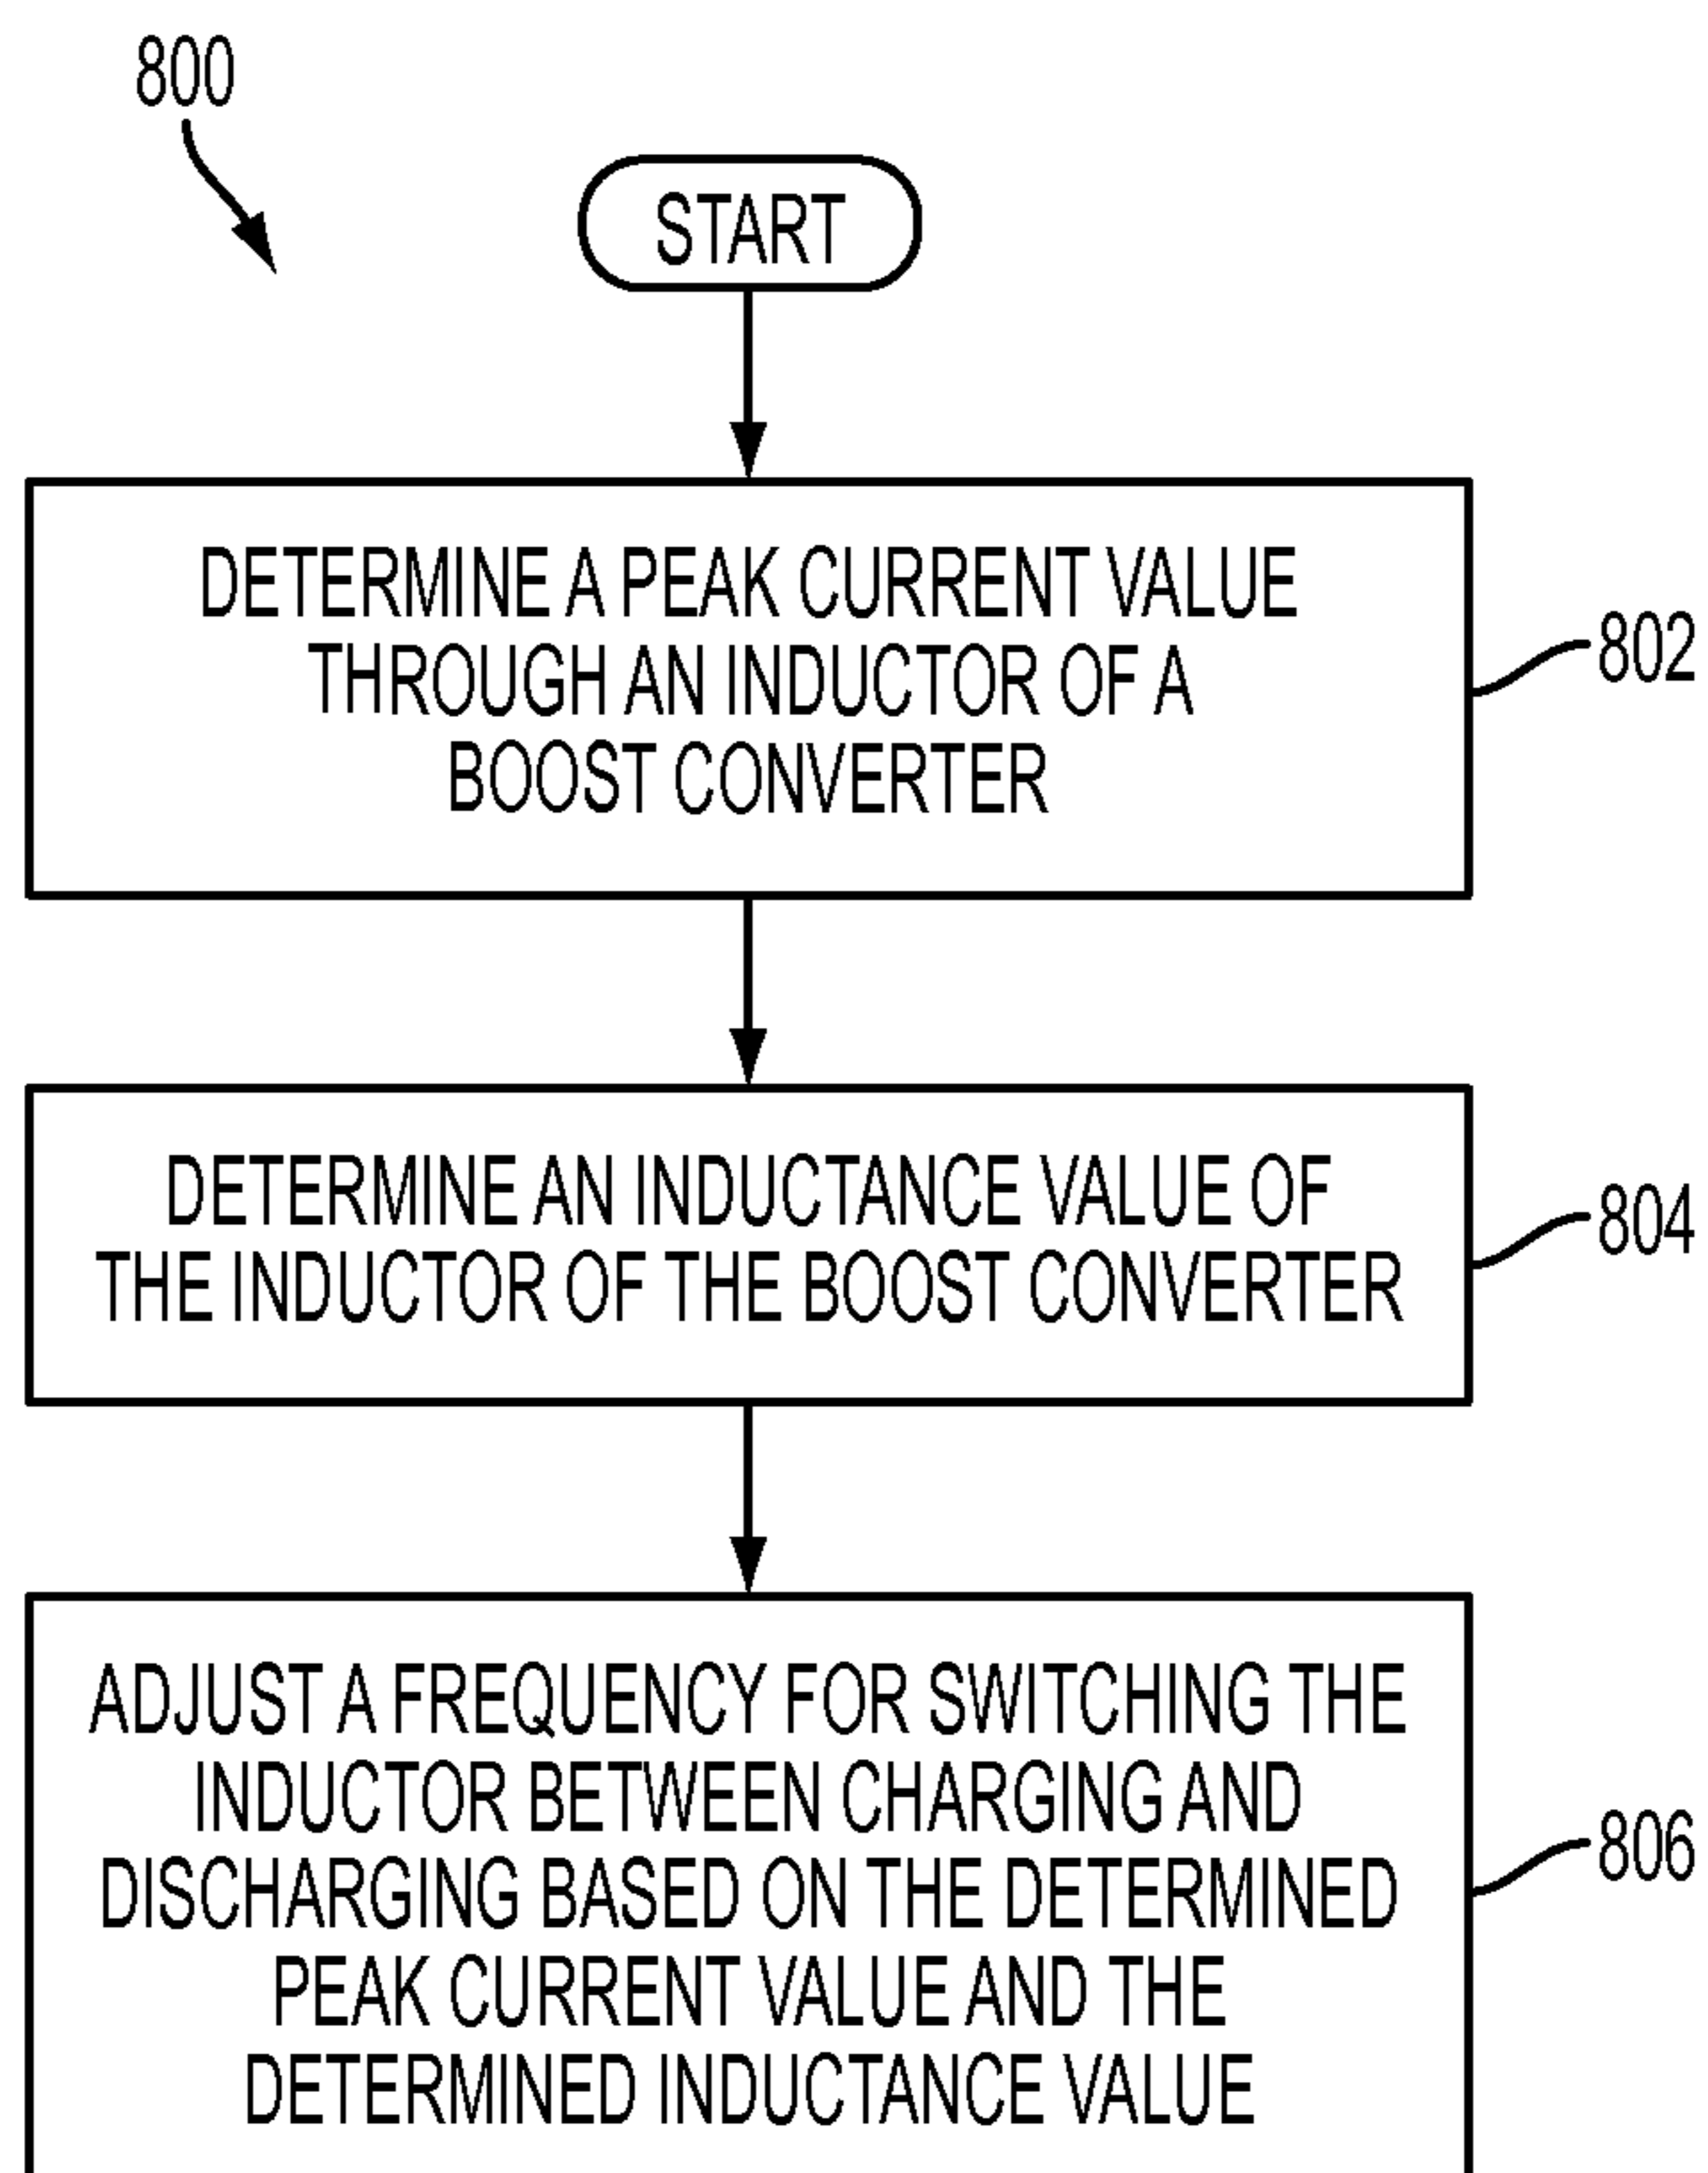 800
START
DETERMINE A PEAK CURRENT VALUE
THROUGH AN INDUCTOR OF A
BOOST CONVERTER
802
DETERMINE AN INDUCTANCE VALUE OF
THE INDUCTOR OF THE BOOST CONVERTER
804
ADJUST A FREQUENCY FOR SWITCHING THE
INDUCTOR BETWEEN CHARGING AND
DISCHARGING BASED ON THE DETERMINED
PEAK CURRENT VALUE AND THE
DETERMINED INDUCTANCE VALUE
806